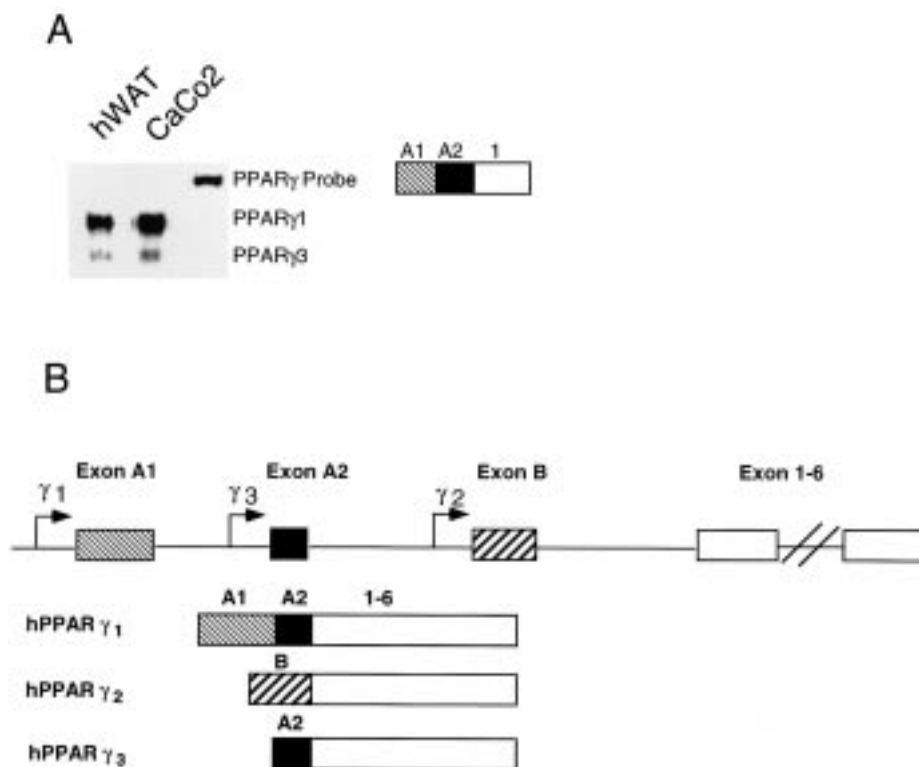 A
hWAT CaCo2
PPARγ Probe
PPARγ1
PPARγ3
A1 A2 1
B
Exon A1 Exon A2 Exon B Exon 1-6
γ1 γ3 γ2
A1 A2 1-6
hPPAR γ1
B
hPPAR γ2
A2
hPPAR γ3